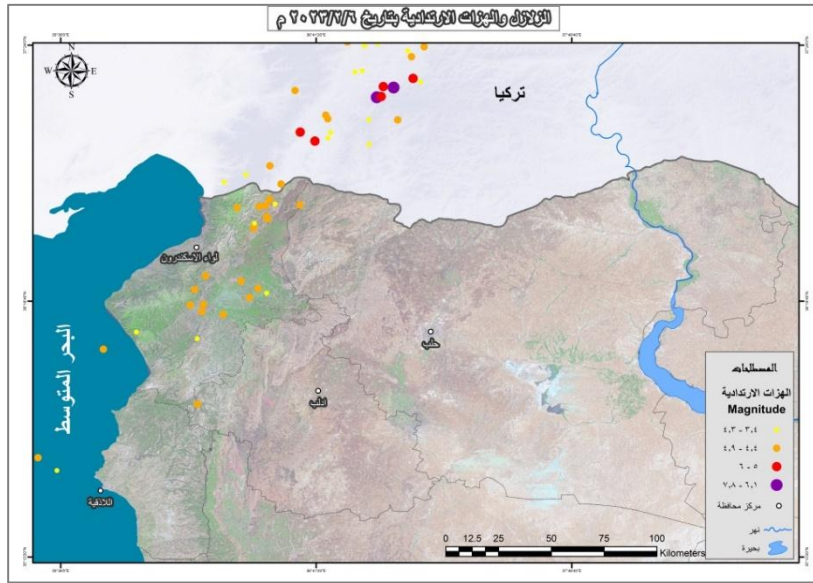 الزلازل والهزات الارتدادية بتاريخ ٢٠٢٣/٢/٦ م
N
W E
S
تركيا
لواء الاسكندرون
حلب
ادلب
اللاذقية
البحر المتوسط
المصطلحات
الهزات الارتدادية
Magnitude
٤,٣ - ٣,٤
٤,٩ - ٤,٤
٦ - ٥
٧,٨ - ٦,١
مركز محافظة
نهر
بحيرة
0 12.5 25 50 75 100
Kilometers